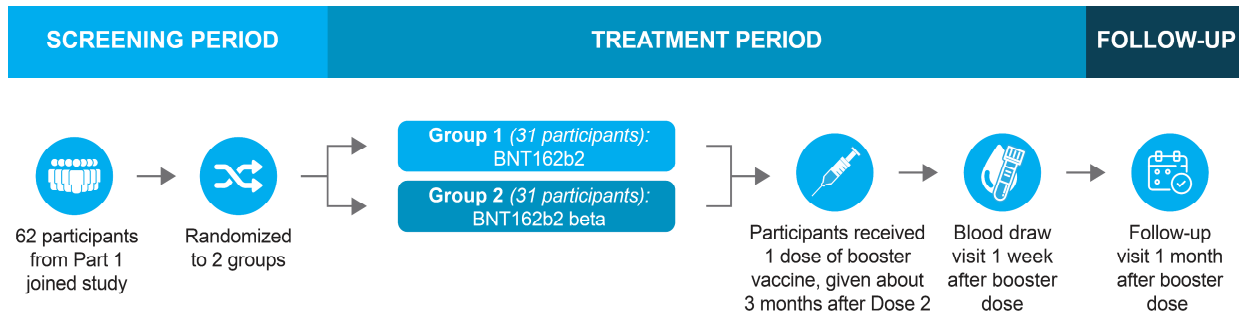 SCREENING PERIOD
TREATMENT PERIOD
FOLLOW-UP
62 participants
from Part 1
joined study
Randomized
to 2 groups
Group 1 (31 participants):
BNT162b2
Group 2 (31 participants):
BNT162b2 beta
Participants received
1 dose of booster
vaccine, given about
3 months after Dose 2
Blood draw
visit 1 week
after booster
dose
Follow-up
visit 1 month
after booster
dose